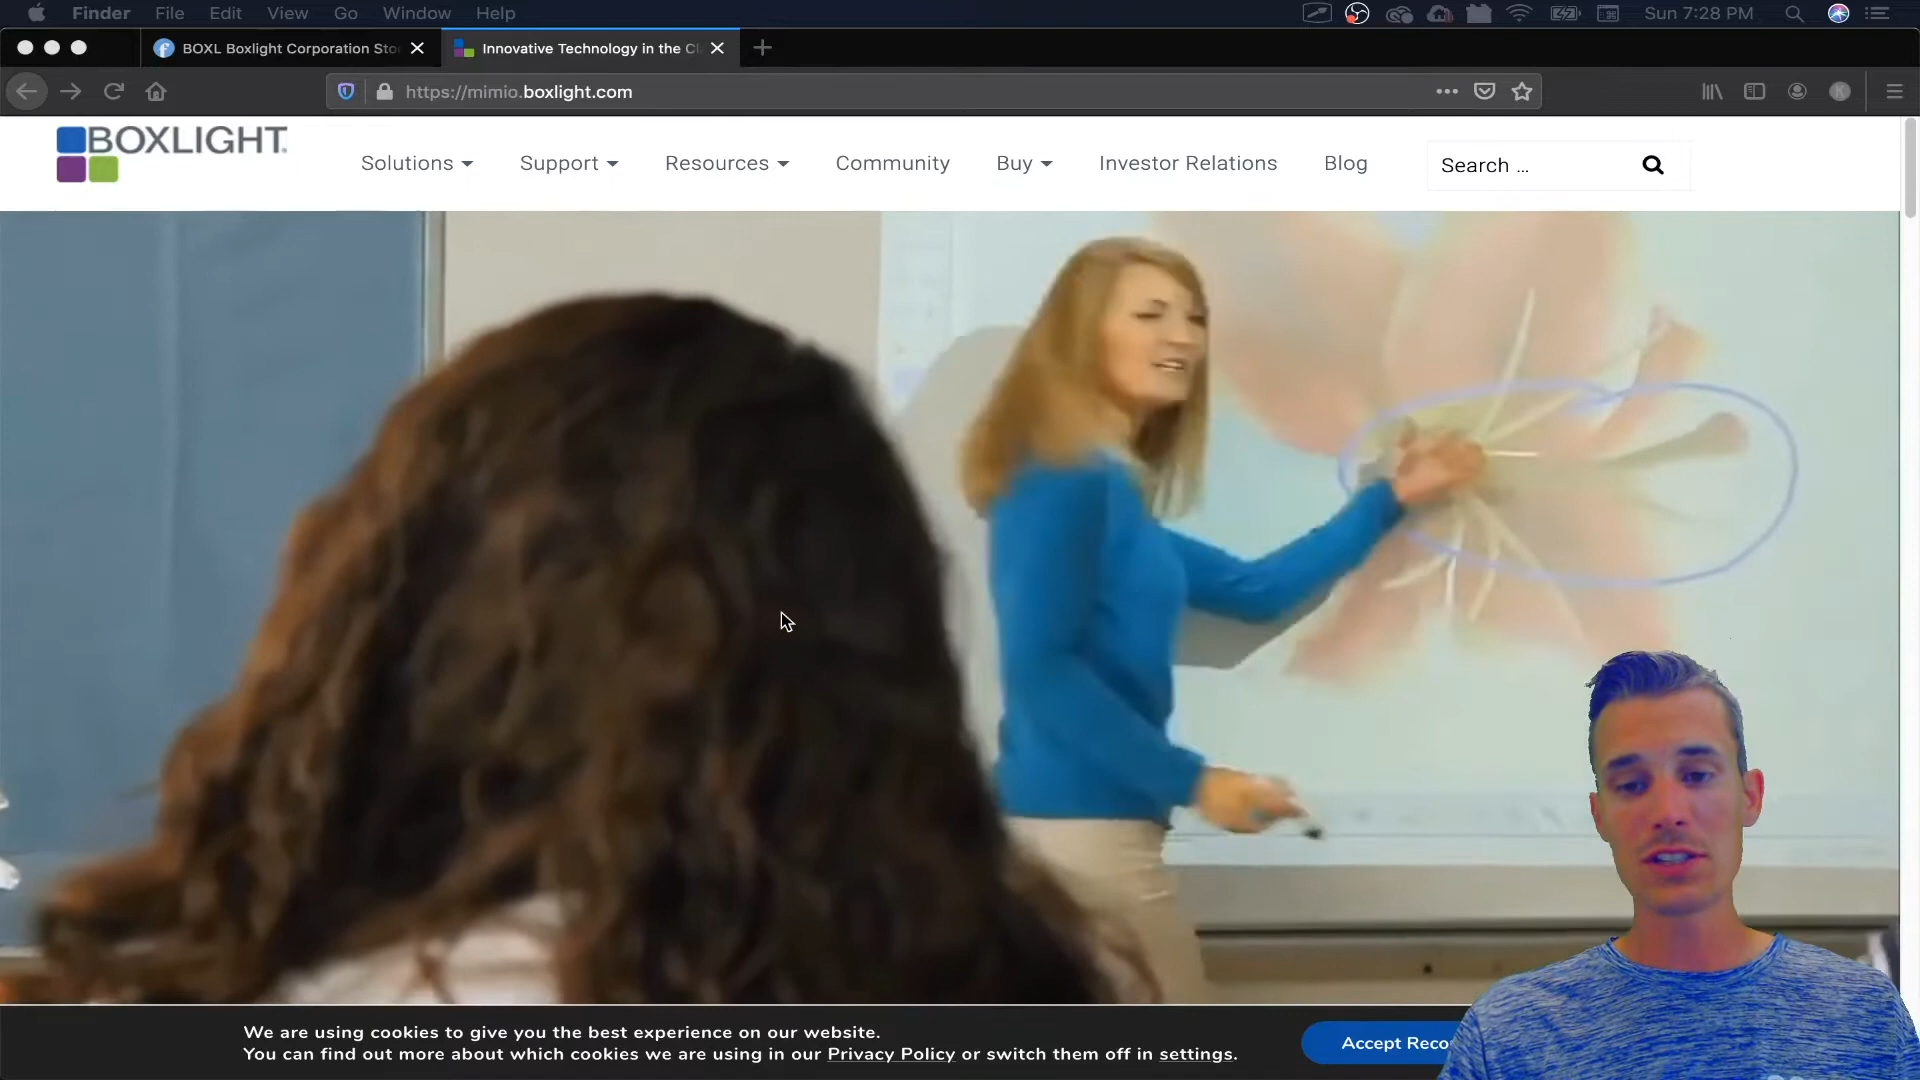 Finder File Edit View Go Window Help Sun 7:28 PM
BOXL Boxlight Corporation Sto
Innovative Technology in the Cl
https://mimio.boxlight.com
K
BOXLIGHT
Solutions Support Resources Community Buy Investor Relations Blog Search ...
We are using cookies to give you the best experience on our website.
You can find out more about which cookies we are using in our Privacy Policy or switch them off in settings.
Accept Reco